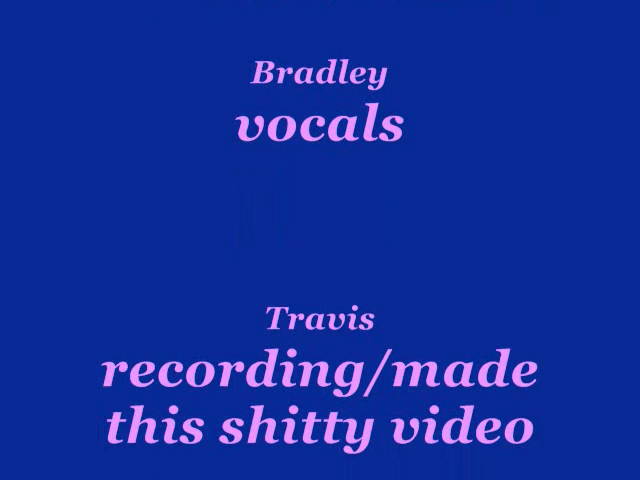 Bradley
vocals
Travis
recording/made
this shitty video